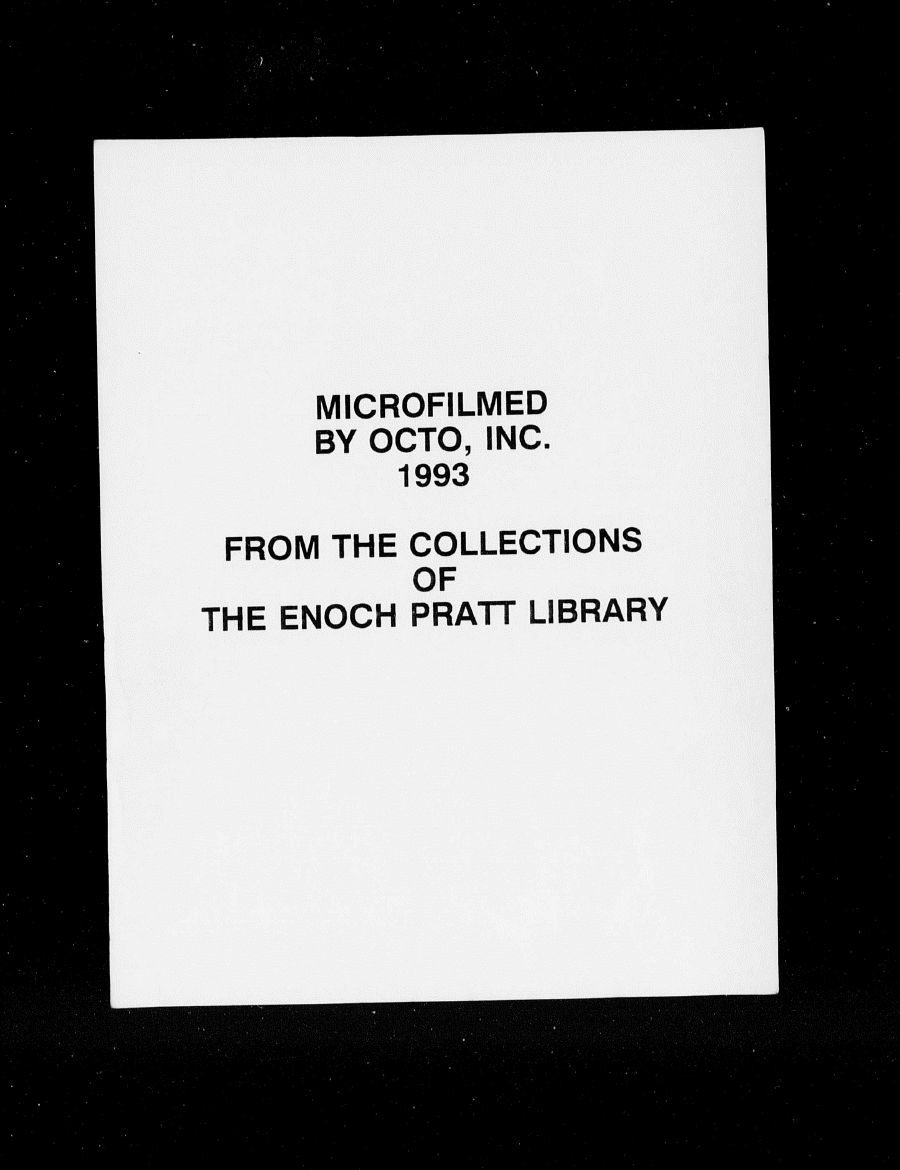 MICROFILMED
BY OCTO, INC.
1993
FROM THE COLLECTIONS
OF
THE ENOCH PRATT LIBRARY